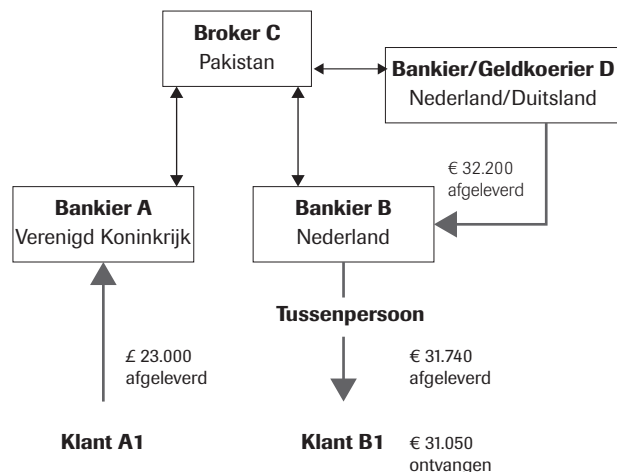 Broker C
Pakistan
Bankier/Geldkoerier D
Nederland/Duitsland
€ 32.200
afgeleverd
Bankier A
Verenigd Koninkrijk
Bankier B
Nederland
Tussenpersoon
£ 23.000
afgeleverd
€ 31.740
afgeleverd
Klant A1
Klant B1
€ 31.050
ontvangen